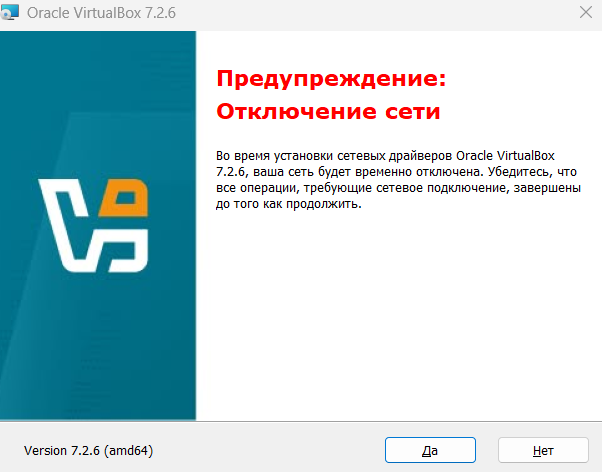 Oracle VirtualBox 7.2.6
Предупреждение:
Отключение сети
Во время установки сетевых драйверов Oracle VirtualBox
7.2.6, ваша сеть будет временно отключена. Убедитесь, что
все операции, требующие сетевое подключение, завершены
до того как продолжить.
Version 7.2.6 (amd64)
Да
Нет